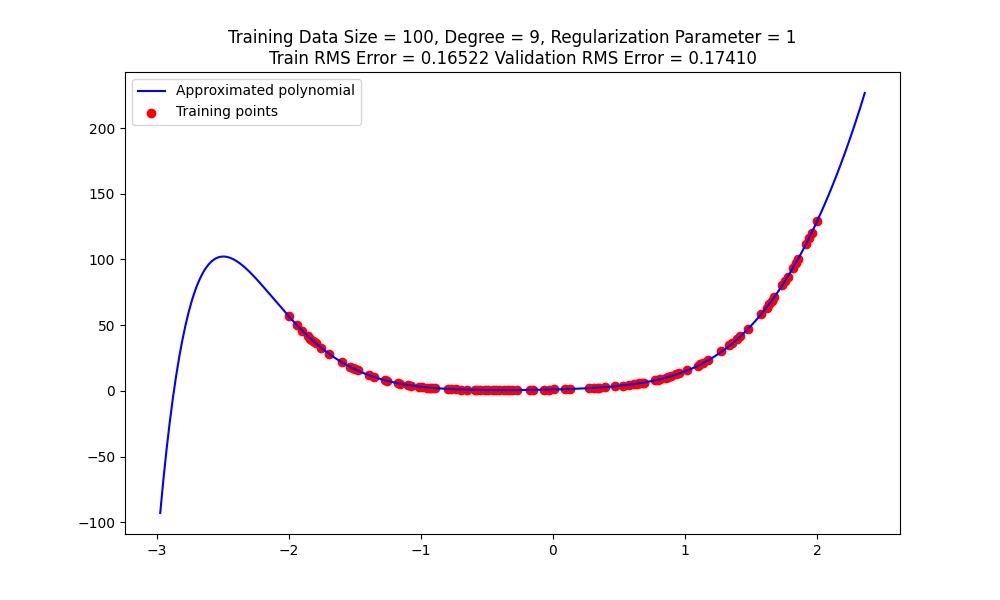 Training Data Size = 100, Degree = 9, Regularization Parameter = 1
Train RMS Error = 0.16522 Validation RMS Error = 0.17410
Approximated polynomial
Training points
200
150
100
50
0
−50
−100
−3 −2 −1 0 1 2